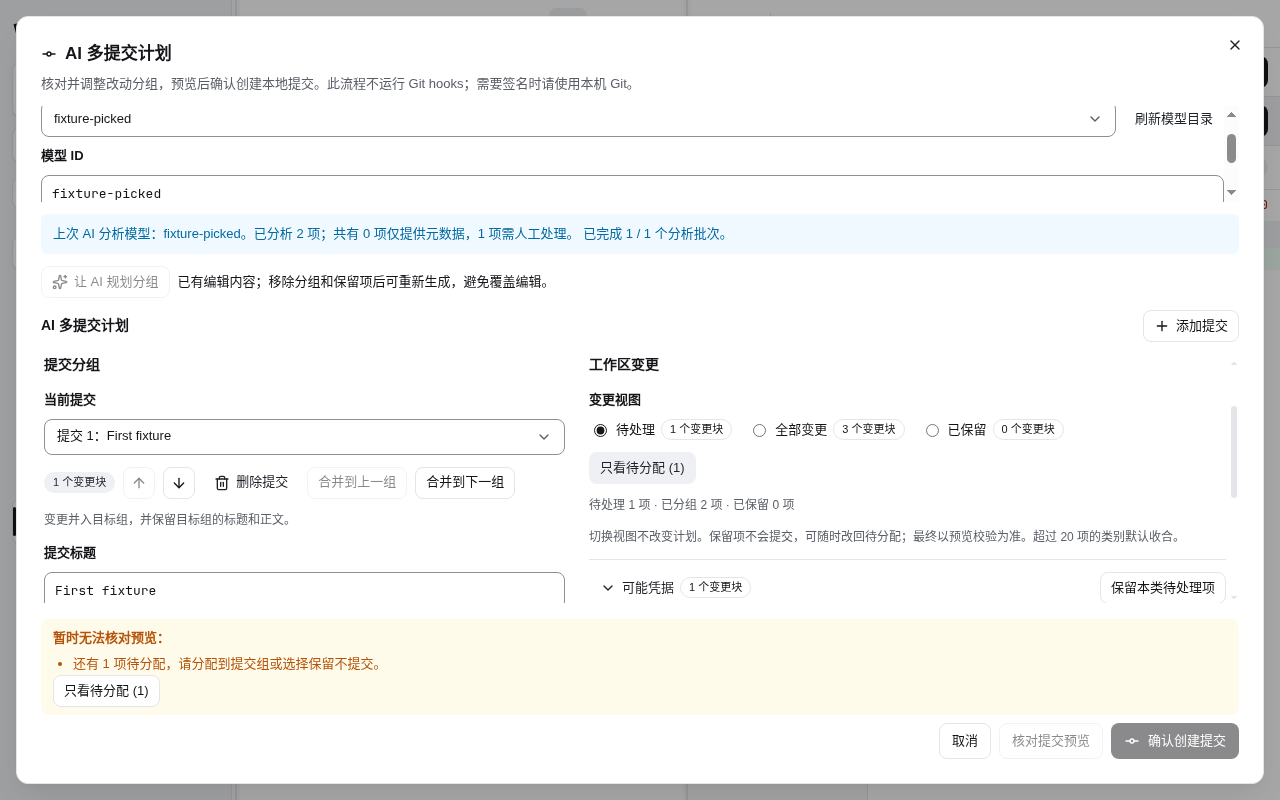 AI 多提交计划
核对并调整改动分组，预览后确认创建本地提交。此流程不运行 Git hooks；需要签名时请使用本机 Git。
fixture-picked
刷新模型目录
模型 ID
fixture-picked
上次 AI 分析模型：fixture-picked。已分析 2 项；共有 0 项仅提供元数据，1 项需人工处理。 已完成 1 / 1 个分析批次。
让 AI 规划分组
已有编辑内容；移除分组和保留项后可重新生成，避免覆盖编辑。
AI 多提交计划
添加提交
提交分组
当前提交
提交 1：First fixture
1 个变更块
删除提交
合并到上一组
合并到下一组
变更并入目标组，并保留目标组的标题和正文。
提交标题
First fixture
工作区变更
变更视图
待处理
1 个变更块
全部变更
3 个变更块
已保留
0 个变更块
只看待分配 (1)
待处理 1 项 · 已分组 2 项 · 已保留 0 项
切换视图不改变计划。保留项不会提交，可随时改回待分配；最终以预览校验为准。超过 20 项的类别默认收合。
可能凭据
1 个变更块
保留本类待处理项
暂时无法核对预览：
• 还有 1 项待分配，请分配到提交组或选择保留不提交。
只看待分配 (1)
取消
核对提交预览
确认创建提交